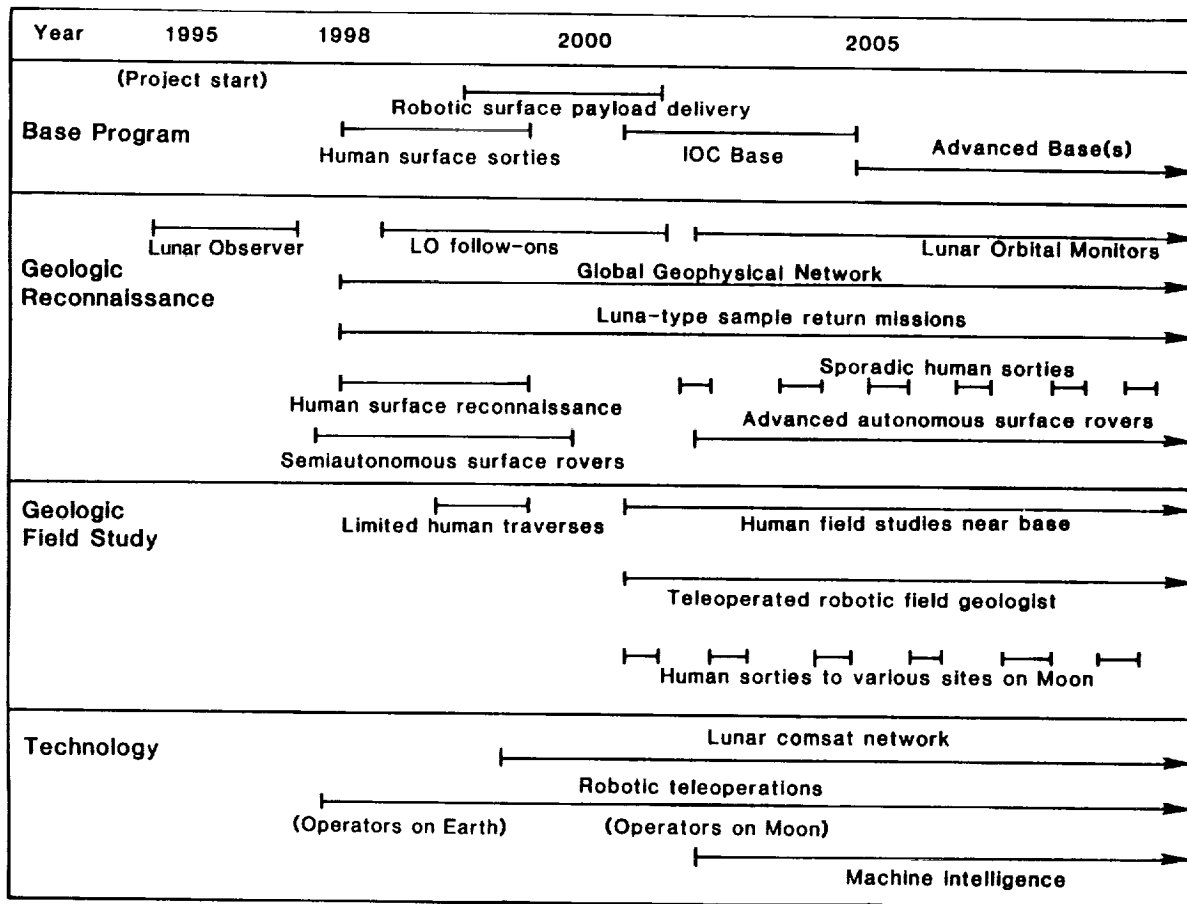 Year 1995 1998 2000 2005
(Project start)
Robotic surface payload delivery
Base Program
Human surface sorties
IOC Base
Advanced Base(s)
Lunar Observer
LO follow-ons
Lunar Orbital Monitors
Geologic
Reconnaissance
Global Geophysical Network
Luna-type sample return missions
Sporadic human sorties
Human surface reconnaissance
Advanced autonomous surface rovers
Semiautonomous surface rovers
Geologic
Field Study
Limited human traverses
Human field studies near base
Teleoperated robotic field geologist
Human sorties to various sites on Moon
Technology
Lunar comsat network
Robotic teleoperations
(Operators on Earth) (Operators on Moon)
Machine intelligence